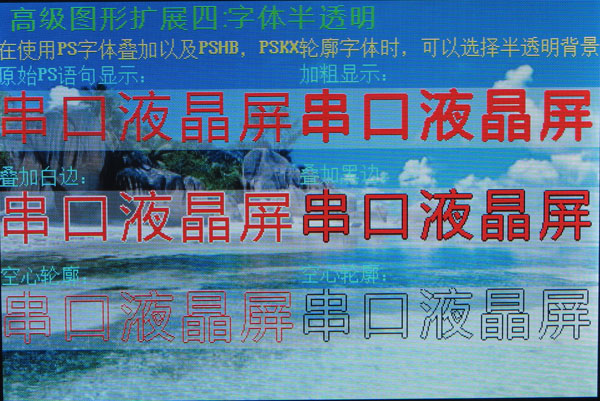 高级图形扩展四:字体半透明
在使用PS字体叠加以及PSHB，PSKX轮廓字体时，可以选择半透明背景
原始PS语句显示： 加粗显示：
串口液晶屏 串口液晶屏
叠加白边： 叠加黑边：
串口液晶屏 串口液晶屏
空心轮廓： 空心轮廓：
串口液晶屏 串口液晶屏